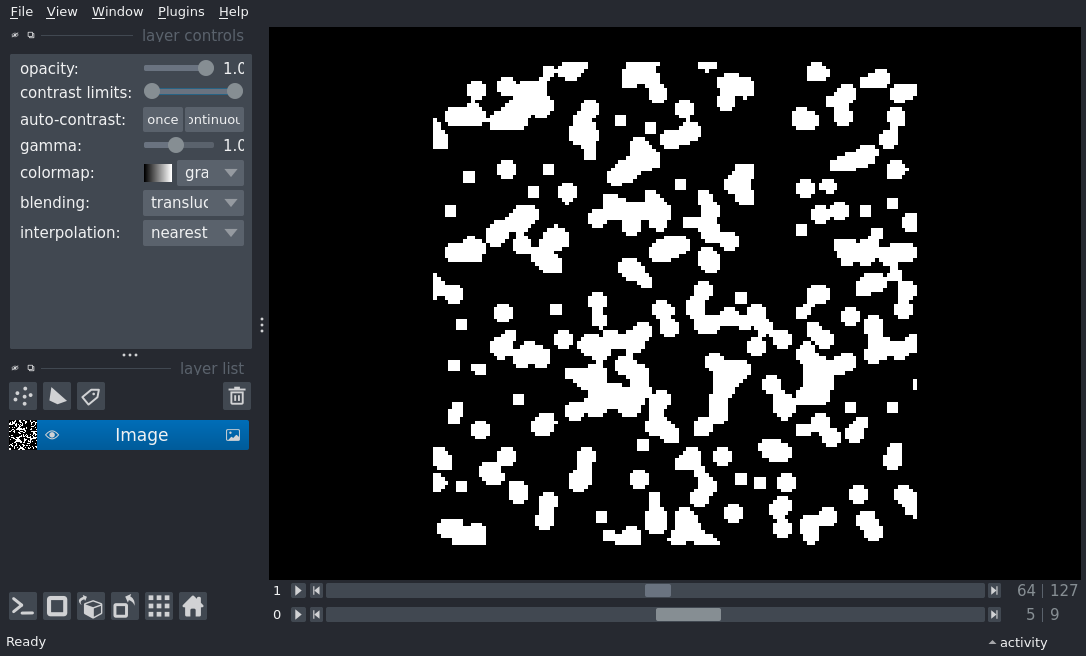 File View Window Plugins Help
layer controls
opacity: 1.0
contrast limits:
auto-contrast: once ontinuou
gamma: 1.0
colormap: gra
blending: transluc
interpolation: nearest
layer list
Image
1 64 | 127
0 5 | 9
Ready activity